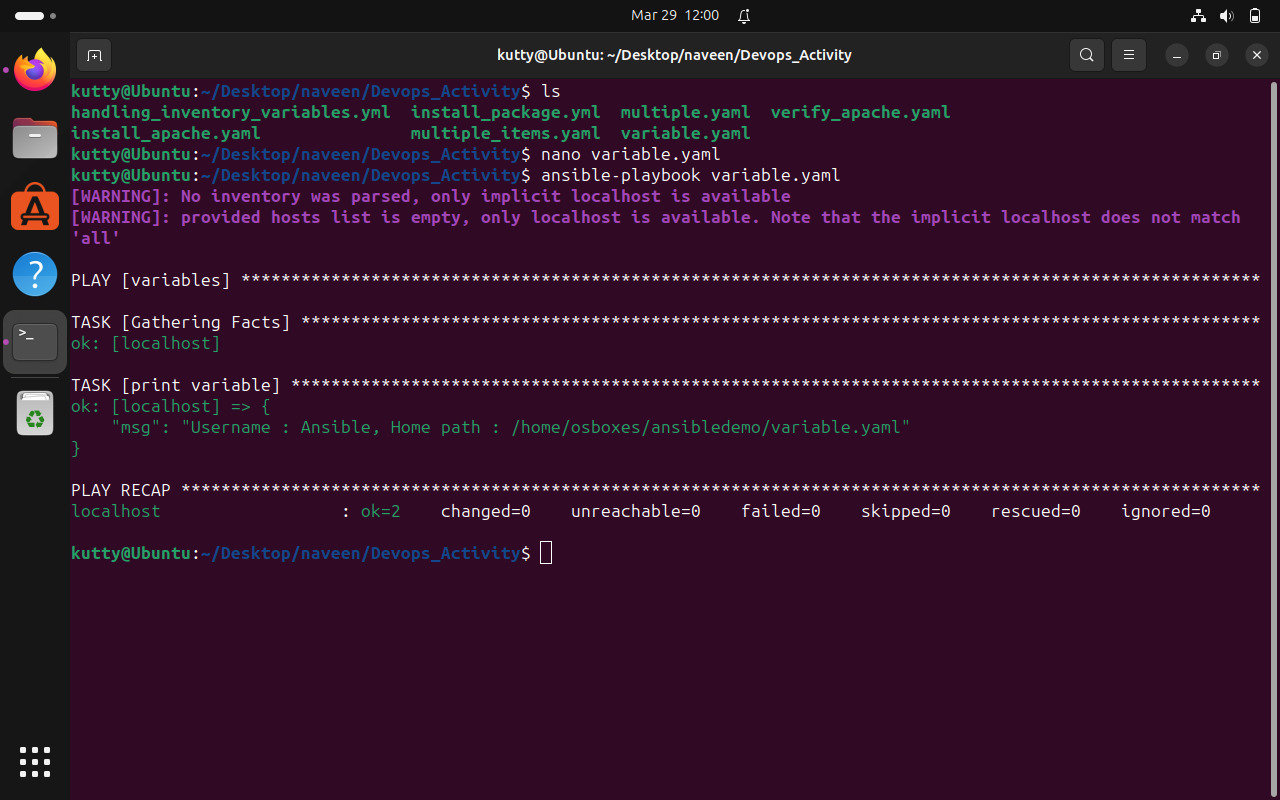 Mar 29 12:00
kutty@Ubuntu: ~/Desktop/naveen/Devops_Activity
kutty@Ubuntu:~/Desktop/naveen/Devops_Activity$ ls
handling_inventory_variables.yml  install_package.yml  multiple.yaml  verify_apache.yaml
install_apache.yaml               multiple_items.yaml  variable.yaml
kutty@Ubuntu:~/Desktop/naveen/Devops_Activity$ nano variable.yaml
kutty@Ubuntu:~/Desktop/naveen/Devops_Activity$ ansible-playbook variable.yaml
[WARNING]: No inventory was parsed, only implicit localhost is available
[WARNING]: provided hosts list is empty, only localhost is available. Note that the implicit localhost does not match
'all'
PLAY [variables] ******************************************************************************************************
TASK [Gathering Facts] ************************************************************************************************
ok: [localhost]
TASK [print variable] *************************************************************************************************
ok: [localhost] => {
    "msg": "Username : Ansible, Home path : /home/osboxes/ansibledemo/variable.yaml"
}
PLAY RECAP ************************************************************************************************************
localhost                  : ok=2    changed=0    unreachable=0    failed=0    skipped=0    rescued=0    ignored=0
kutty@Ubuntu:~/Desktop/naveen/Devops_Activity$